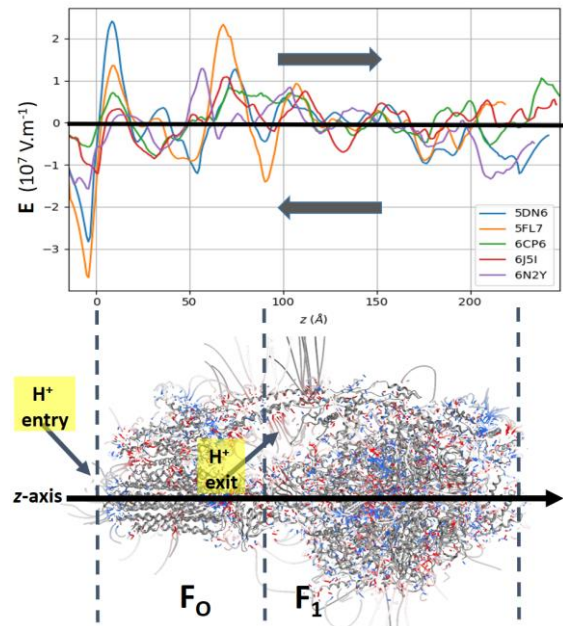 2
1
0
-1
-2
-3
E (10⁷ V.m⁻¹)
5DN6
5FL7
6CP6
6J5I
6N2Y
0 50 100 150 200
z (Å)
H⁺
entry
H⁺
exit
z-axis
F_O F₁